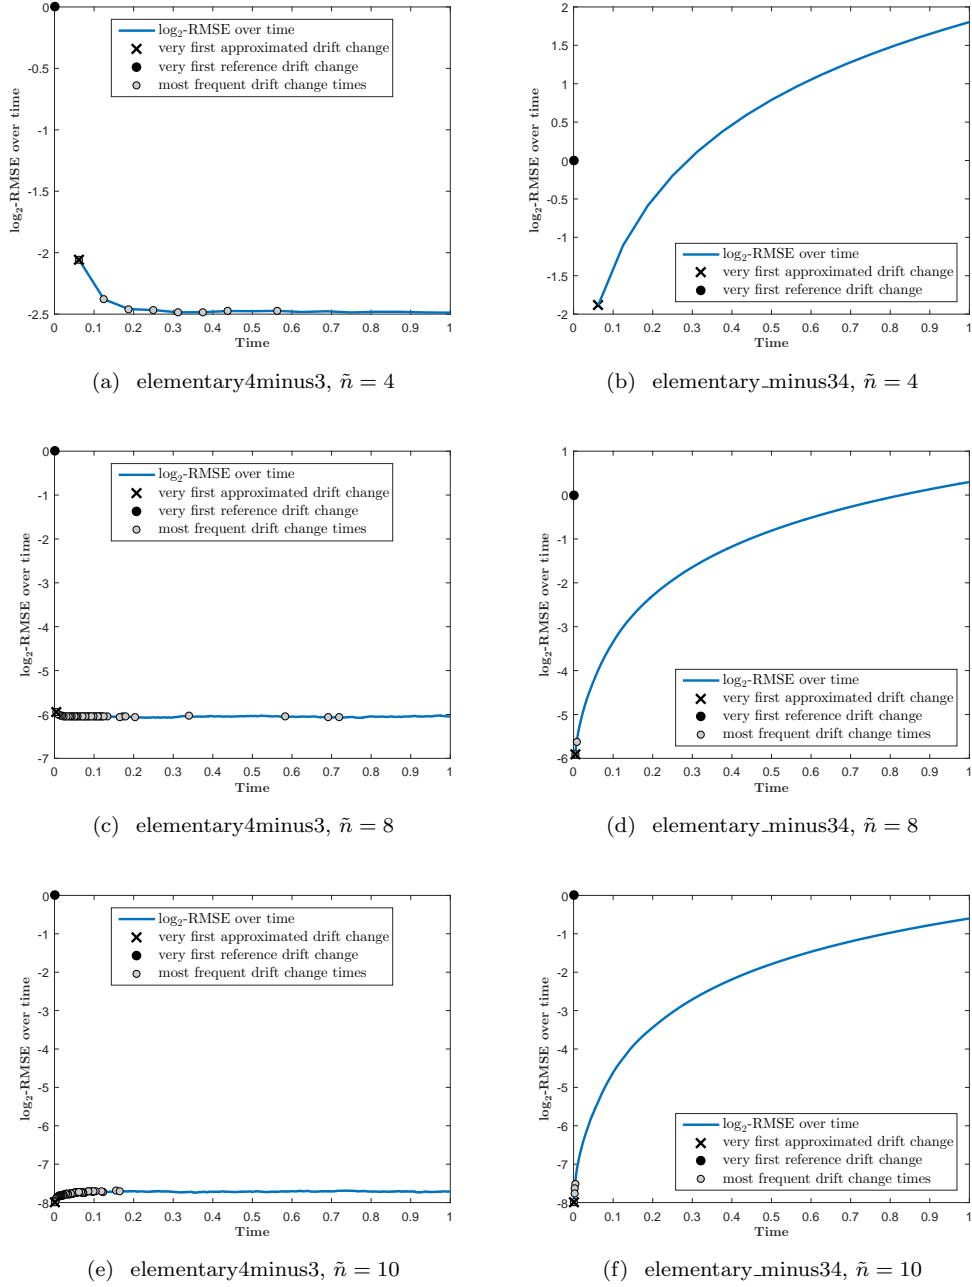 0
-0.5
-1
-1.5
-2
-2.5
0 0.1 0.2 0.3 0.4 0.5 0.6 0.7 0.8 0.9 1
Time
log₂-RMSE over time
log₂-RMSE over time
very first approximated drift change
very first reference drift change
most frequent drift change times
(a) elementary4minus3, ñ = 4
2
1.5
1
0.5
0
-0.5
-1
-1.5
-2
0 0.1 0.2 0.3 0.4 0.5 0.6 0.7 0.8 0.9 1
Time
log₂-RMSE over time
log₂-RMSE over time
very first approximated drift change
very first reference drift change
(b) elementary_minus34, ñ = 4
0
-1
-2
-3
-4
-5
-6
-7
0 0.1 0.2 0.3 0.4 0.5 0.6 0.7 0.8 0.9 1
Time
log₂-RMSE over time
log₂-RMSE over time
very first approximated drift change
very first reference drift change
most frequent drift change times
(c) elementary4minus3, ñ = 8
1
0
-1
-2
-3
-4
-5
-6
0 0.1 0.2 0.3 0.4 0.5 0.6 0.7 0.8 0.9 1
Time
log₂-RMSE over time
log₂-RMSE over time
very first approximated drift change
very first reference drift change
most frequent drift change times
(d) elementary_minus34, ñ = 8
0
-1
-2
-3
-4
-5
-6
-7
-8
0 0.1 0.2 0.3 0.4 0.5 0.6 0.7 0.8 0.9 1
Time
log₂-RMSE over time
log₂-RMSE over time
very first approximated drift change
very first reference drift change
most frequent drift change times
(e) elementary4minus3, ñ = 10
0
-1
-2
-3
-4
-5
-6
-7
-8
0 0.1 0.2 0.3 0.4 0.5 0.6 0.7 0.8 0.9 1
Time
log₂-RMSE over time
log₂-RMSE over time
very first approximated drift change
very first reference drift change
most frequent drift change times
(f) elementary_minus34, ñ = 10